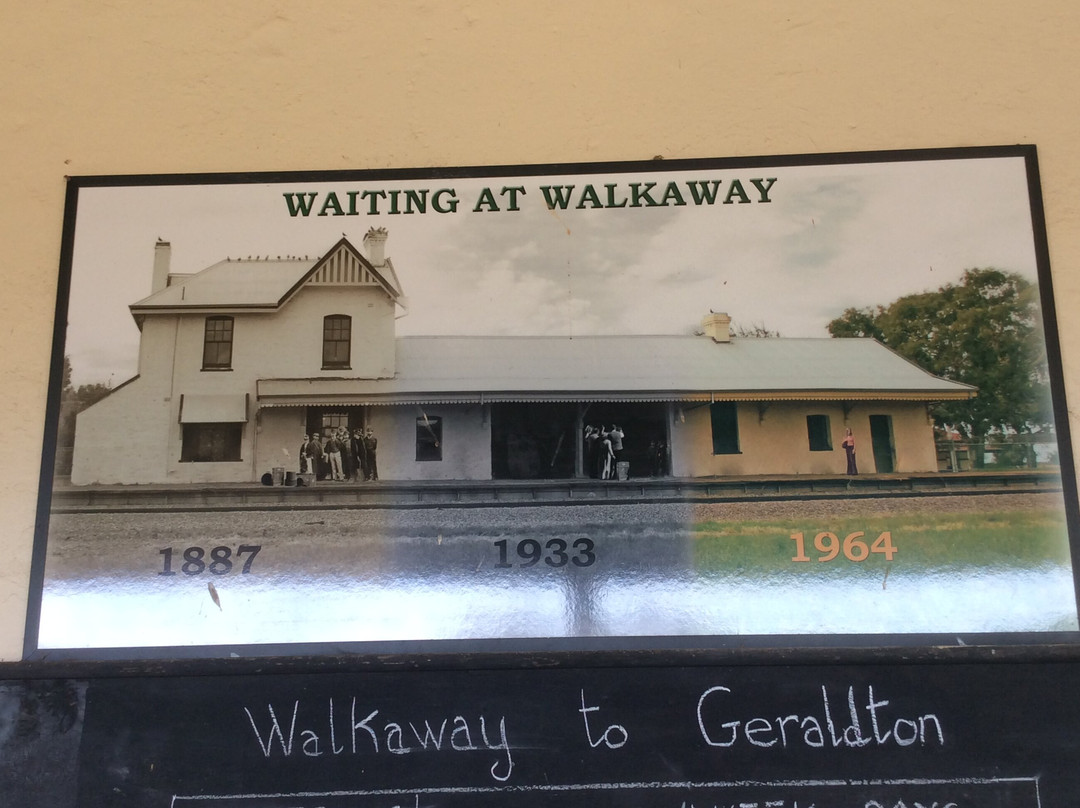 WAITING AT WALKAWAY
1887 1933 1964
Walkaway to Geraldton